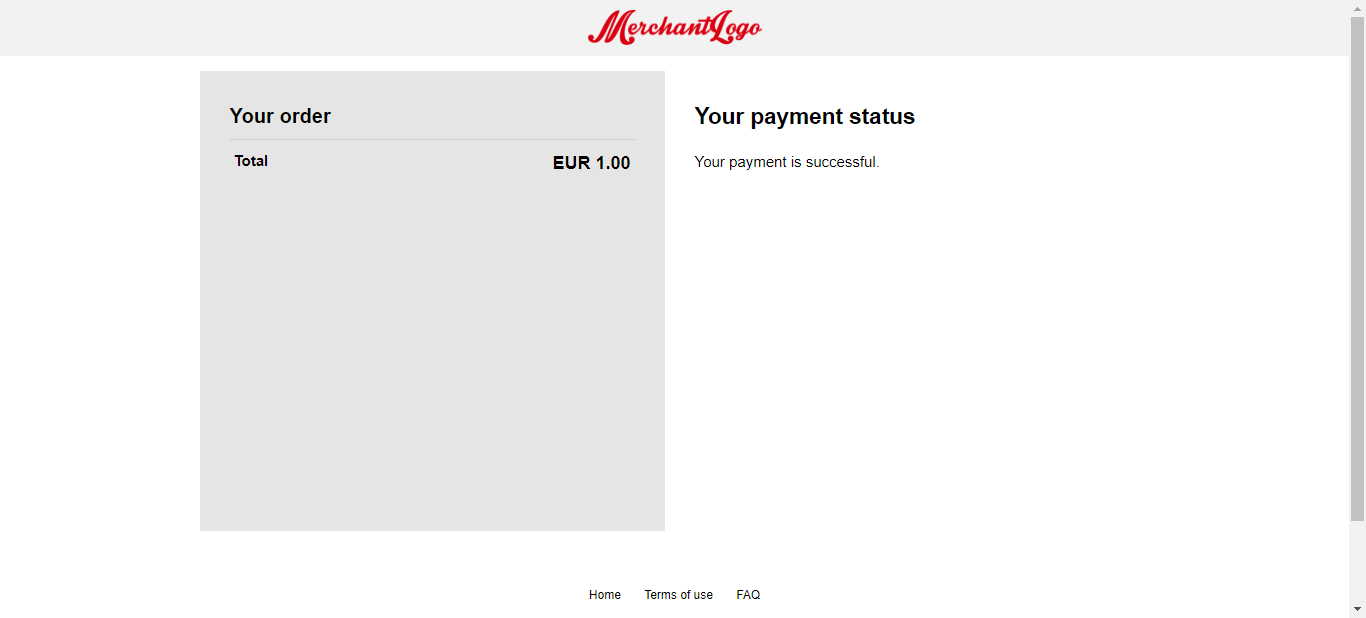 MerchantLogo
Your order
Total EUR 1.00
Your payment status
Your payment is successful.
Home Terms of use FAQ